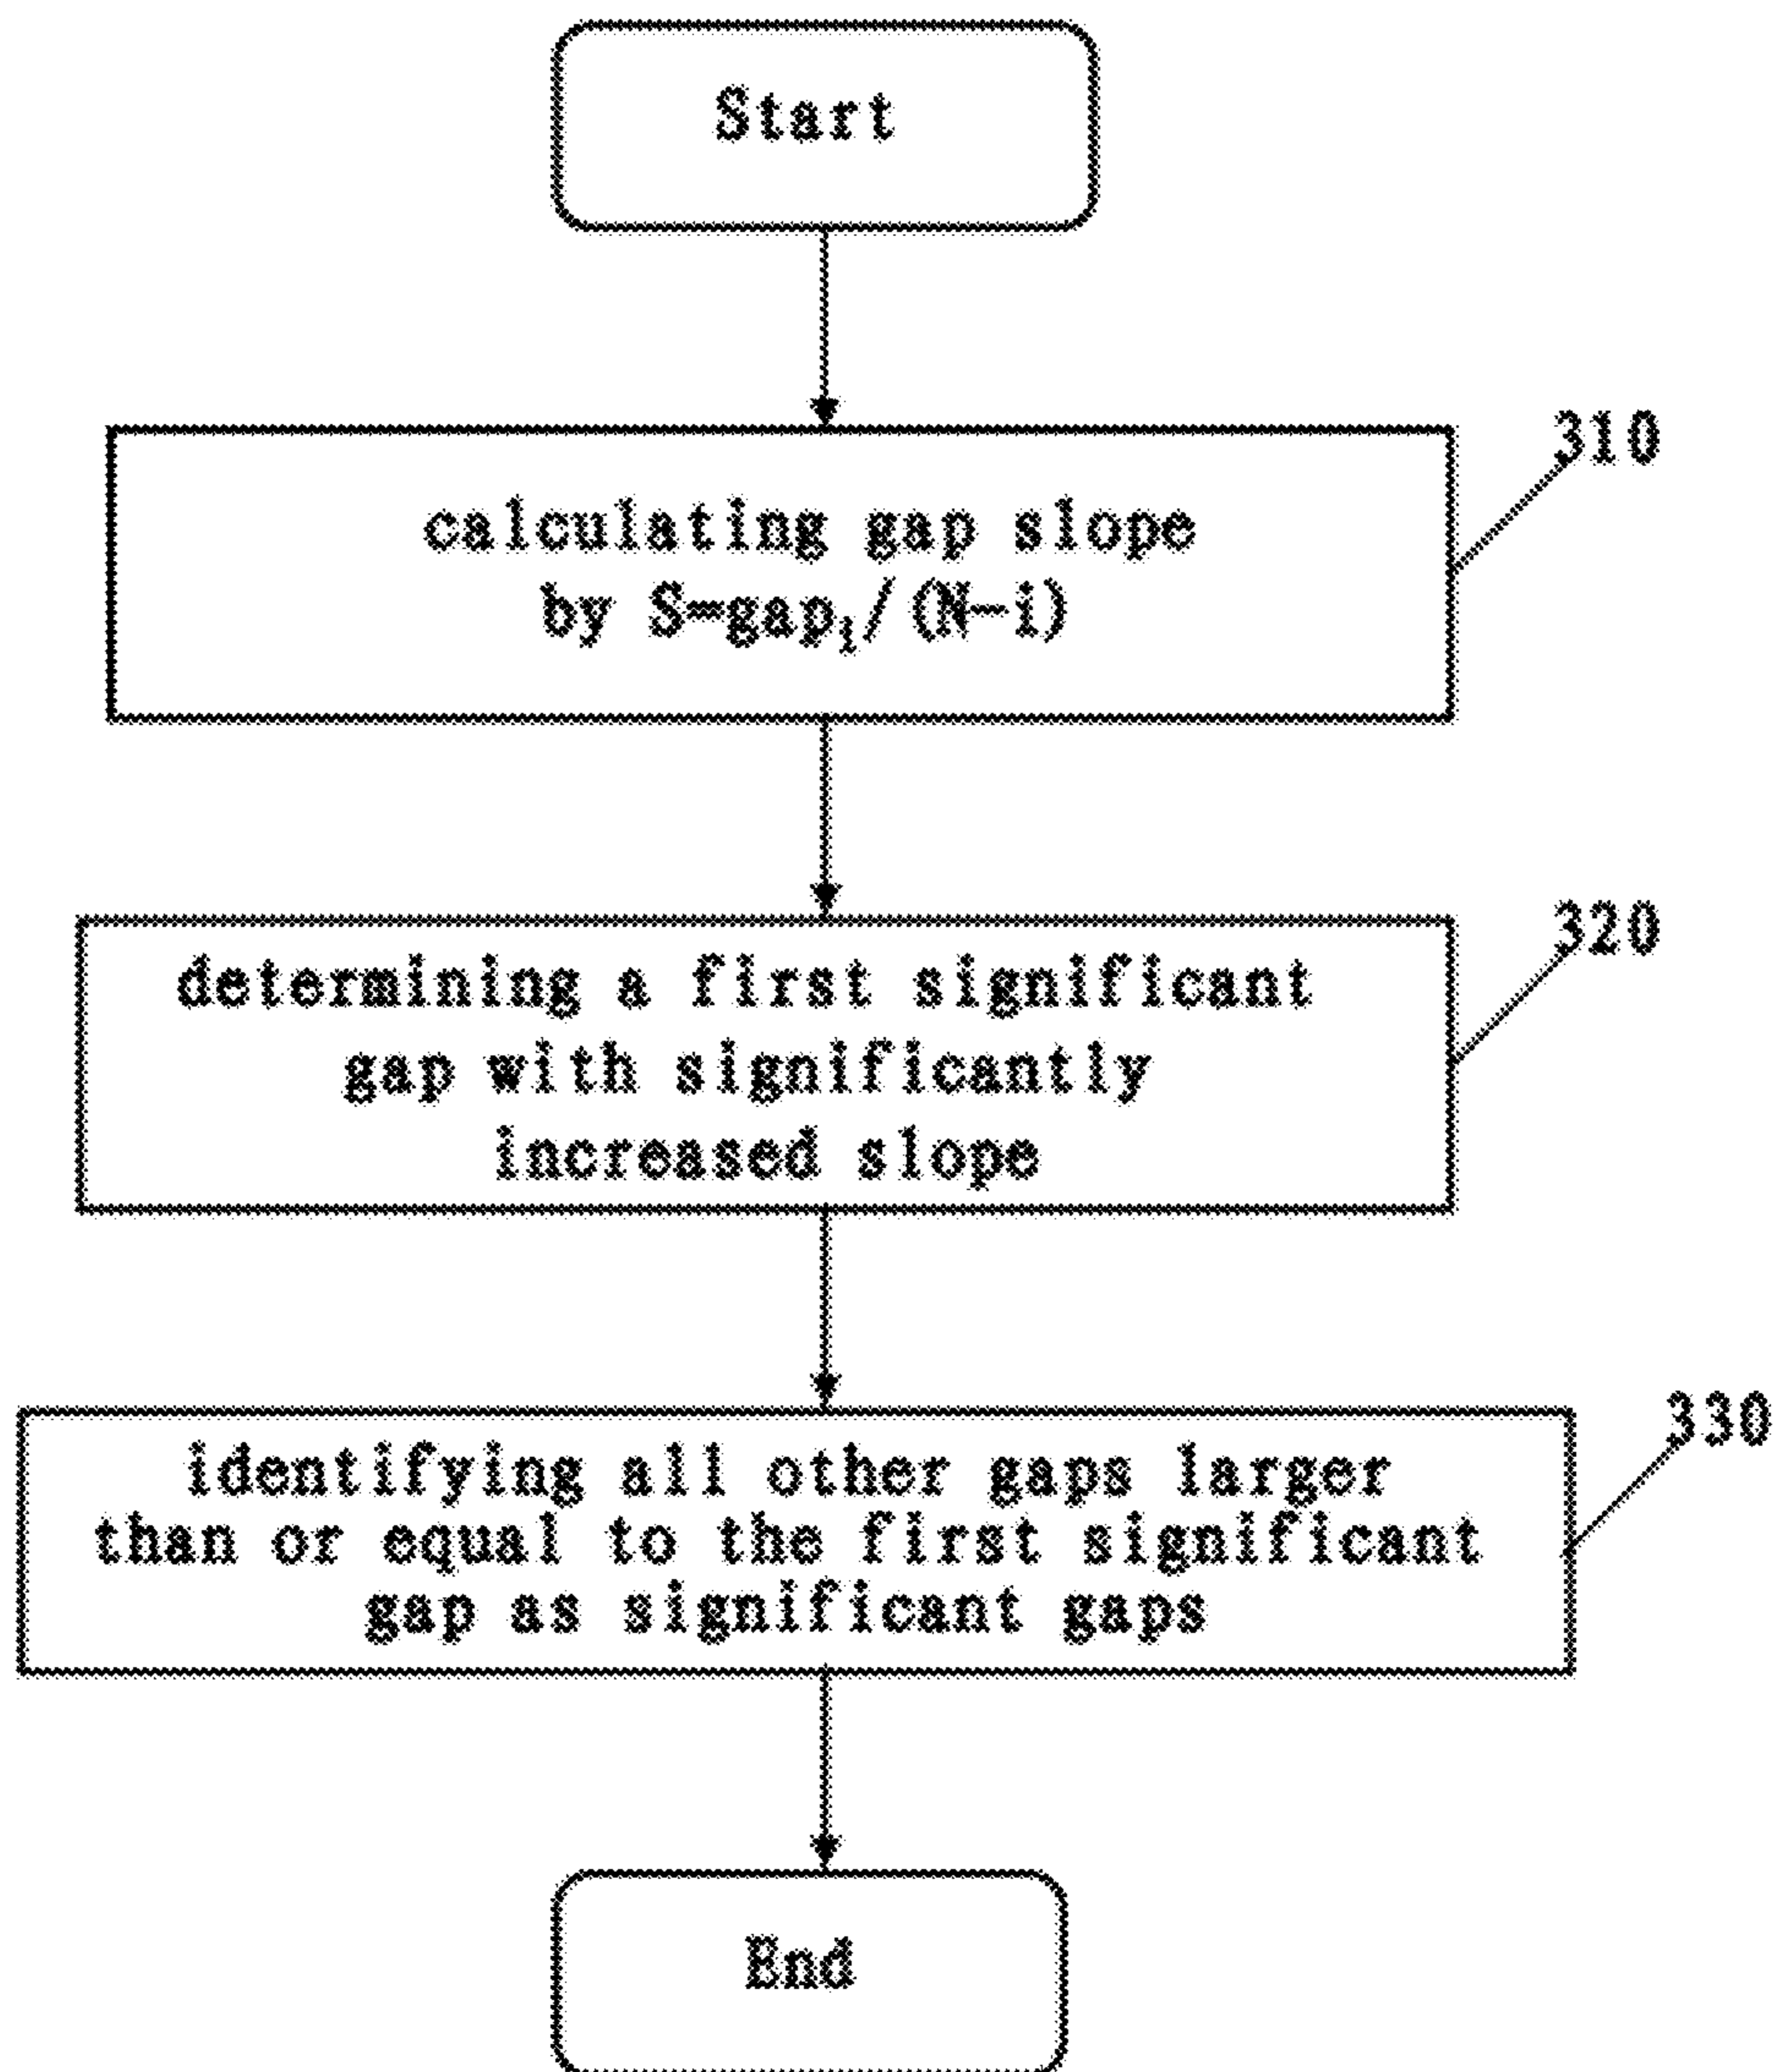 Start
310
calculating gap slope
by S=gapᵢ/(N-i)
320
determining a first significant
gap with significantly
increased slope
330
identifying all other gaps larger
than or equal to the first significant
gap as significant gaps
End